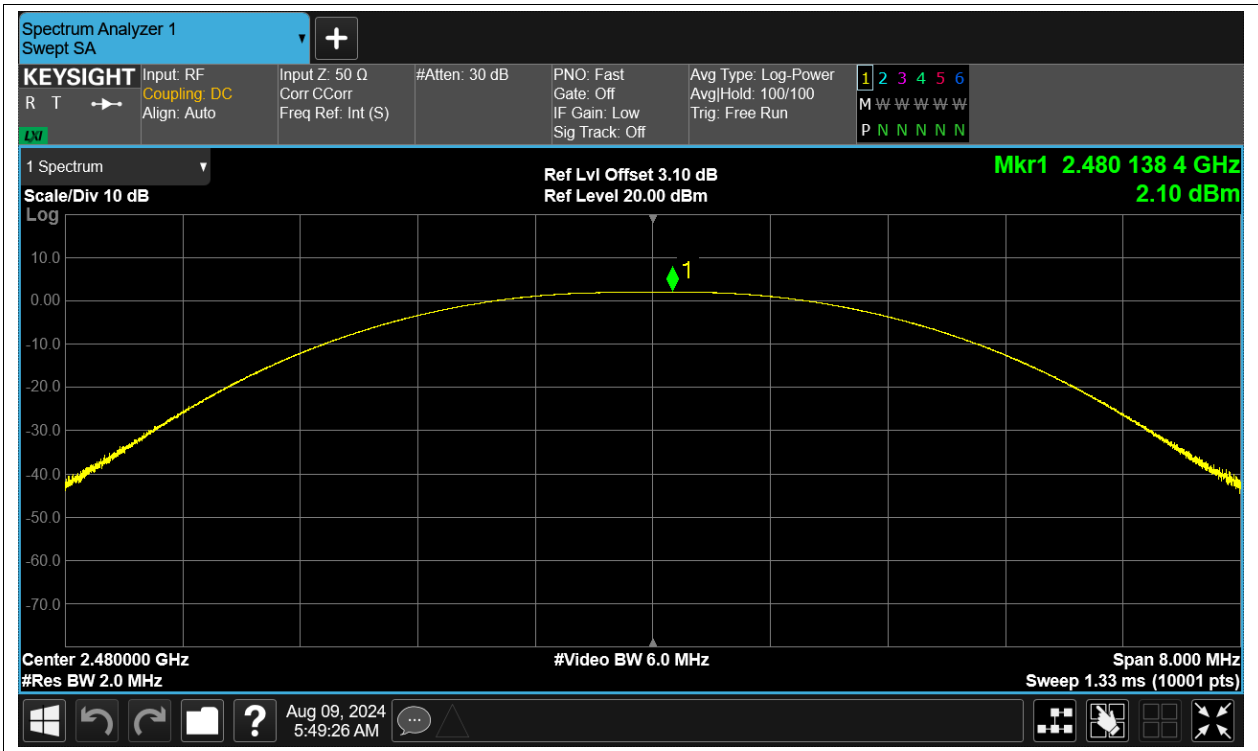 Spectrum Analyzer 1
Swept SA
KEYSIGHT
R T
LXI
Input: RF
Coupling: DC
Align: Auto
Input Z: 50 Ω
Corr CCorr
Freq Ref: Int (S)
#Atten: 30 dB
PNO: Fast
Gate: Off
IF Gain: Low
Sig Track: Off
Avg Type: Log-Power
Avg|Hold: 100/100
Trig: Free Run
1 2 3 4 5 6
M W W W W W
P N N N N N
1 Spectrum
Scale/Div 10 dB
Log
Ref Lvl Offset 3.10 dB
Ref Level 20.00 dBm
Mkr1 2.480 138 4 GHz
2.10 dBm
1
10.0
0.00
-10.0
-20.0
-30.0
-40.0
-50.0
-60.0
-70.0
Center 2.480000 GHz
#Video BW 6.0 MHz
Span 8.000 MHz
#Res BW 2.0 MHz
Sweep 1.33 ms (10001 pts)
?
Aug 09, 2024
5:49:26 AM